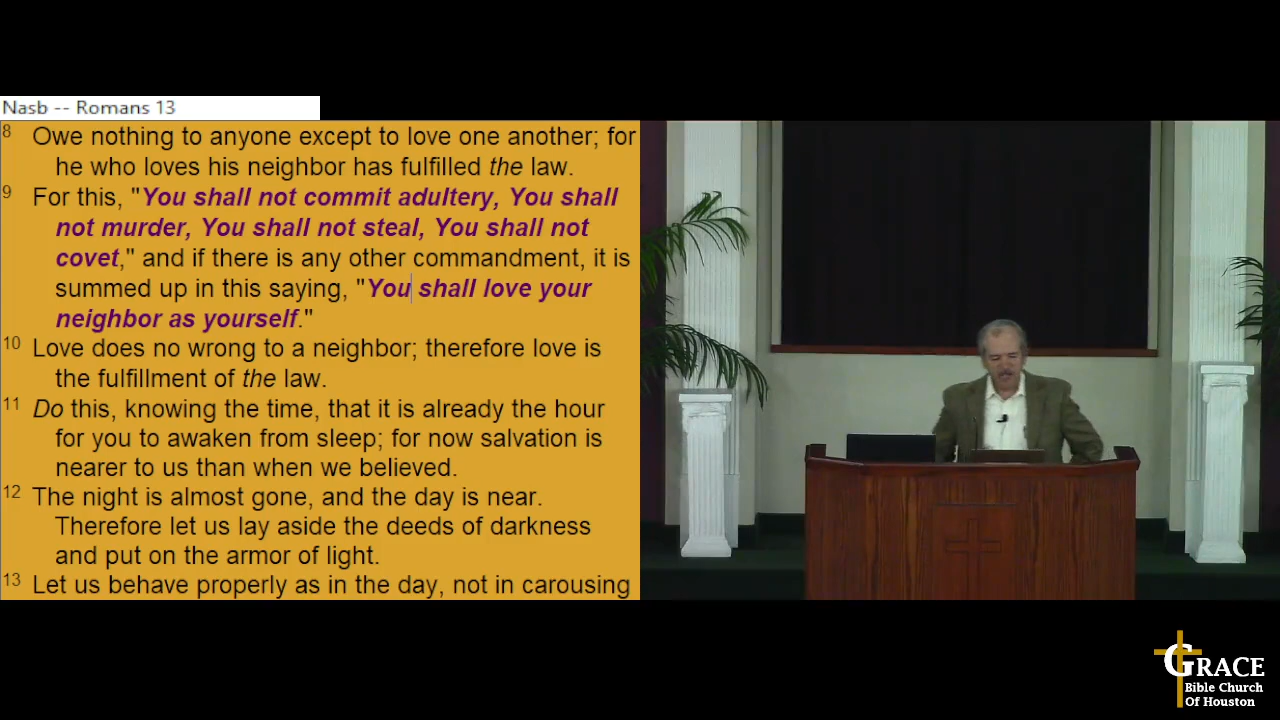 Nasb -- Romans 13
8 Owe nothing to anyone except to love one another; for
he who loves his neighbor has fulfilled the law.
9 For this, "You shall not commit adultery, You shall
not murder, You shall not steal, You shall not
covet," and if there is any other commandment, it is
summed up in this saying, "You shall love your
neighbor as yourself."
10 Love does no wrong to a neighbor; therefore love is
the fulfillment of the law.
11 Do this, knowing the time, that it is already the hour
for you to awaken from sleep; for now salvation is
nearer to us than when we believed.
12 The night is almost gone, and the day is near.
Therefore let us lay aside the deeds of darkness
and put on the armor of light.
13 Let us behave properly as in the day, not in carousing
GRACE
Bible Church
Of Houston